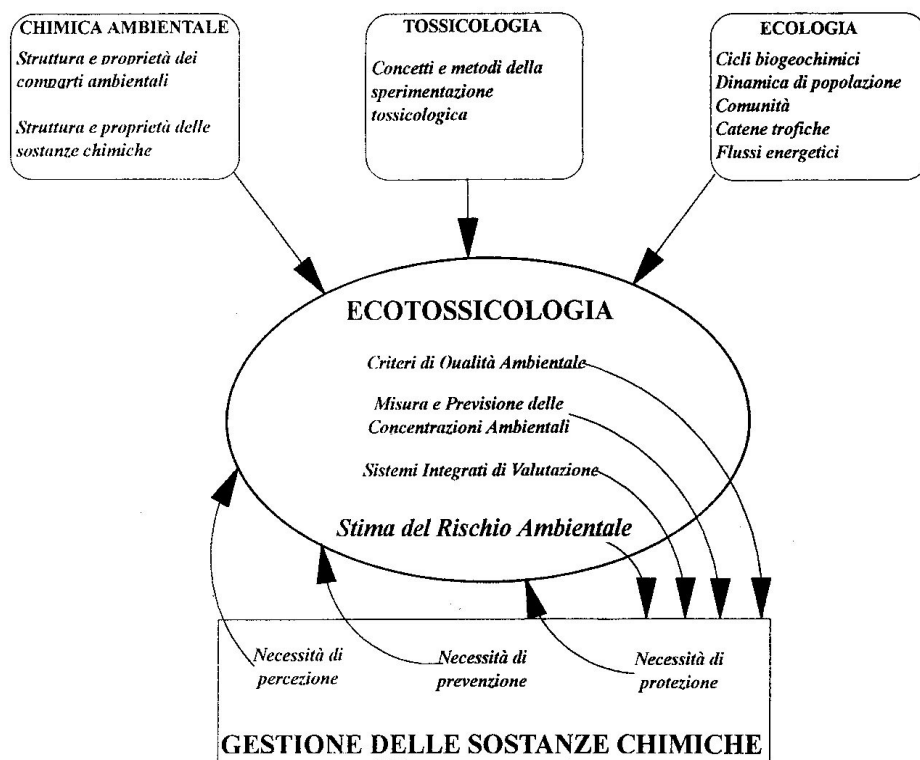 CHIMICA AMBIENTALE
Struttura e proprietà dei
comparti ambientali
Struttura e proprietà delle
sostanze chimiche
TOSSICOLOGIA
Concetti e metodi della
sperimentazione
tossicologica
ECOLOGIA
Cicli biogeochimici
Dinamica di popolazione
Comunità
Catene trofiche
Flussi energetici
ECOTOSSICOLOGIA
Criteri di Qualità Ambientale
Misura e Previsione delle
Concentrazioni Ambientali
Sistemi Integrati di Valutazione
Stima del Rischio Ambientale
Necessità di
percezione
Necessità di
prevenzione
Necessità di
protezione
GESTIONE DELLE SOSTANZE CHIMICHE